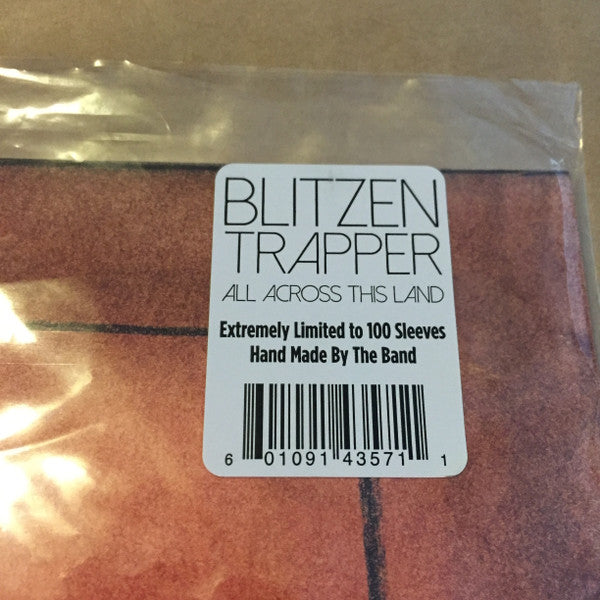 BLITZEN
TRAPPER
ALL ACROSS THIS LAND
Extremely Limited to 100 Sleeves
Hand Made By The Band
6 01091 43571 1